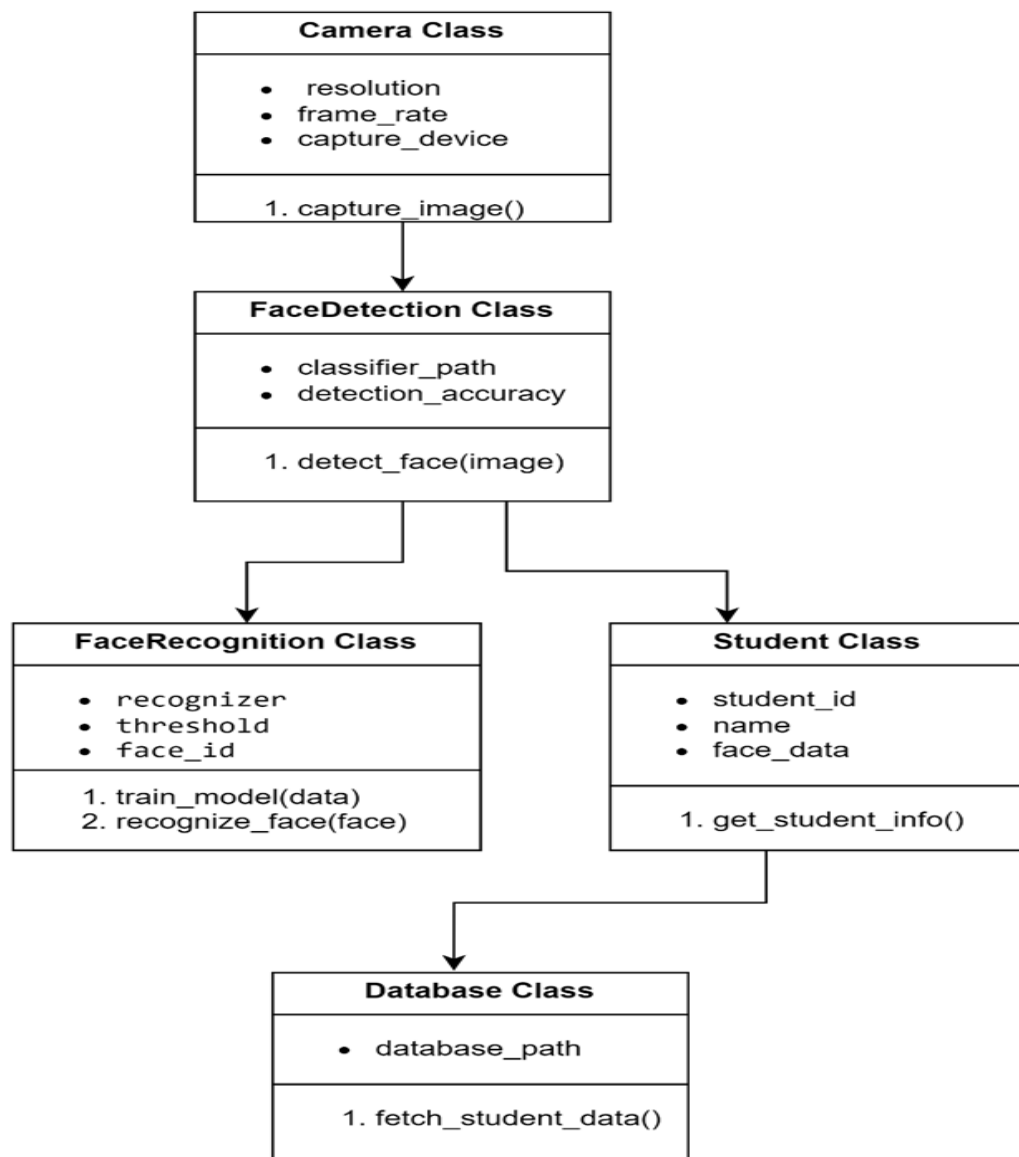 Camera Class
• resolution
• frame_rate
• capture_device
1. capture_image()
FaceDetection Class
• classifier_path
• detection_accuracy
1. detect_face(image)
FaceRecognition Class
• recognizer
• threshold
• face_id
1. train_model(data)
2. recognize_face(face)
Student Class
• student_id
• name
• face_data
1. get_student_info()
Database Class
• database_path
1. fetch_student_data()